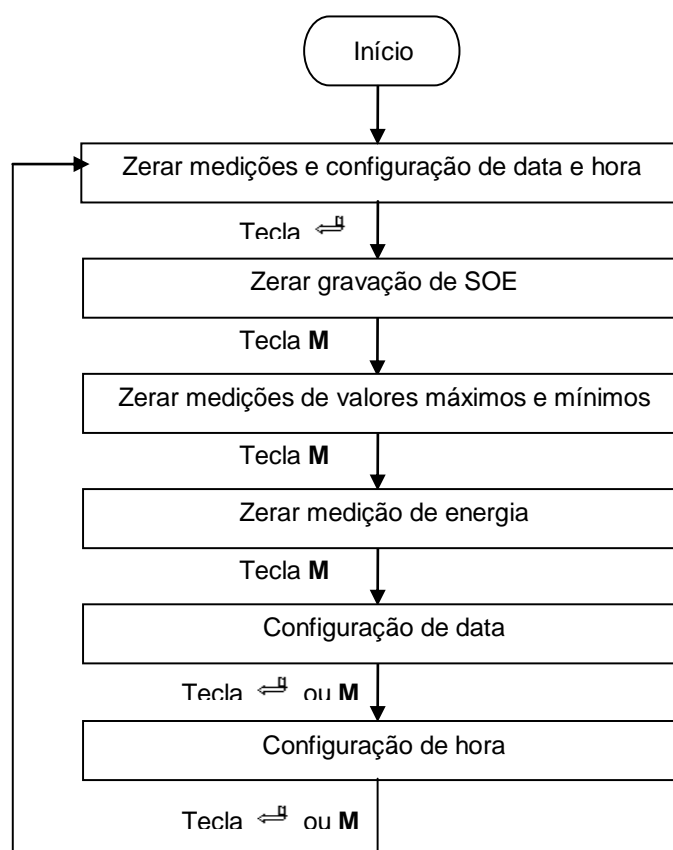 Início
Zerar medições e configuração de data e hora
Tecla
Zerar gravação de SOE
Tecla M
Zerar medições de valores máximos e mínimos
Tecla M
Zerar medição de energia
Tecla M
Configuração de data
Tecla ou M
Configuração de hora
Tecla ou M